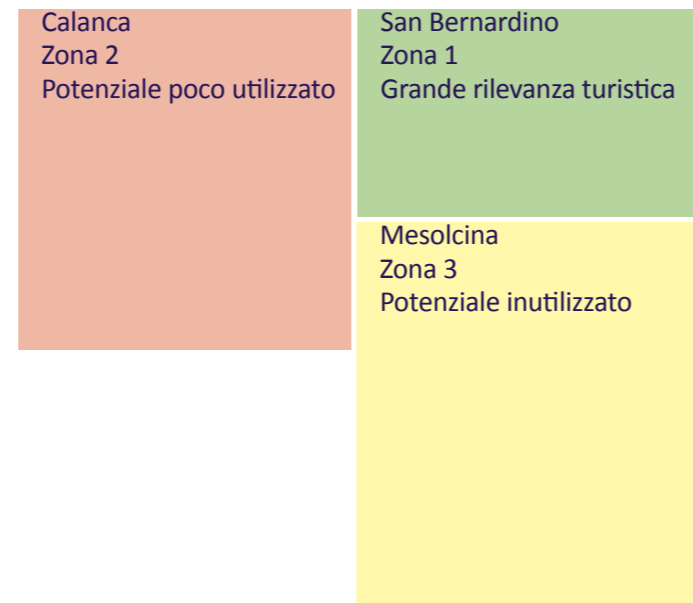 Calanca
Zona 2
Potenziale poco utilizzato
San Bernardino
Zona 1
Grande rilevanza turistica
Mesolcina
Zona 3
Potenziale inutilizzato